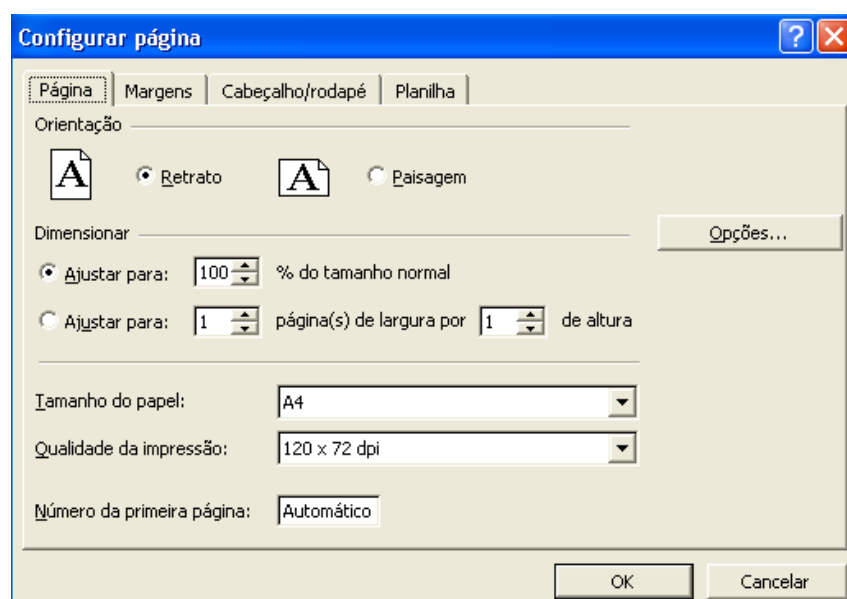 Configurar página
Página Margens Cabeçalho/rodapé Planilha
Orientação
A Retrato A Paisagem
Dimensionar
Opções...
Ajustar para: 100 % do tamanho normal
Ajustar para: 1 página(s) de largura por 1 de altura
Tamanho do papel: A4
Qualidade da impressão: 120 x 72 dpi
Número da primeira página: Automático
OK Cancelar